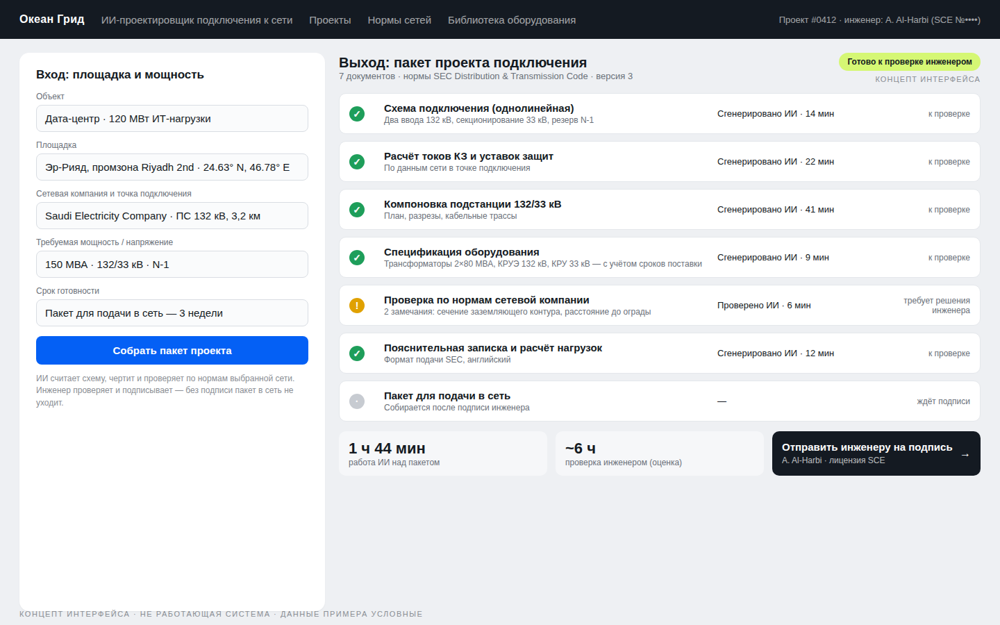 Океан Грид
ИИ-проектировщик подключения к сети
Проекты
Нормы сетей
Библиотека оборудования
Проект #0412 · инженер: A. Al-Harbi (SCE №••••)
Вход: площадка и мощность
Объект
Дата-центр · 120 МВт ИТ-нагрузки
Площадка
Эр-Рияд, промзона Riyadh 2nd · 24.63° N, 46.78° E
Сетевая компания и точка подключения
Saudi Electricity Company · ПС 132 кВ, 3,2 км
Требуемая мощность / напряжение
150 МВА · 132/33 кВ · N-1
Срок готовности
Пакет для подачи в сеть — 3 недели
Собрать пакет проекта
ИИ считает схему, чертит и проверяет по нормам выбранной сети.
Инженер проверяет и подписывает — без подписи пакет в сеть не
уходит.
Выход: пакет проекта подключения
7 документов · нормы SEC Distribution & Transmission Code · версия 3
Готово к проверке инженером
КОНЦЕПТ ИНТЕРФЕЙСА
Схема подключения (однолинейная)
Два ввода 132 кВ, секционирование 33 кВ, резерв N-1
Сгенерировано ИИ · 14 мин
к проверке
Расчёт токов КЗ и уставок защит
По данным сети в точке подключения
Сгенерировано ИИ · 22 мин
к проверке
Компоновка подстанции 132/33 кВ
План, разрезы, кабельные трассы
Сгенерировано ИИ · 41 мин
к проверке
Спецификация оборудования
Трансформаторы 2×80 МВА, КРУЭ 132 кВ, КРУ 33 кВ — с учётом сроков поставки
Сгенерировано ИИ · 9 мин
к проверке
Проверка по нормам сетевой компании
2 замечания: сечение заземляющего контура, расстояние до ограды
Проверено ИИ · 6 мин
требует решения
инженера
Пояснительная записка и расчёт нагрузок
Формат подачи SEC, английский
Сгенерировано ИИ · 12 мин
к проверке
Пакет для подачи в сеть
Собирается после подписи инженера
—
ждёт подписи
1 ч 44 мин
работа ИИ над пакетом
~6 ч
проверка инженером (оценка)
Отправить инженеру на подпись →
A. Al-Harbi · лицензия SCE
КОНЦЕПТ ИНТЕРФЕЙСА · НЕ РАБОТАЮЩАЯ СИСТЕМА · ДАННЫЕ ПРИМЕРА УСЛОВНЫЕ